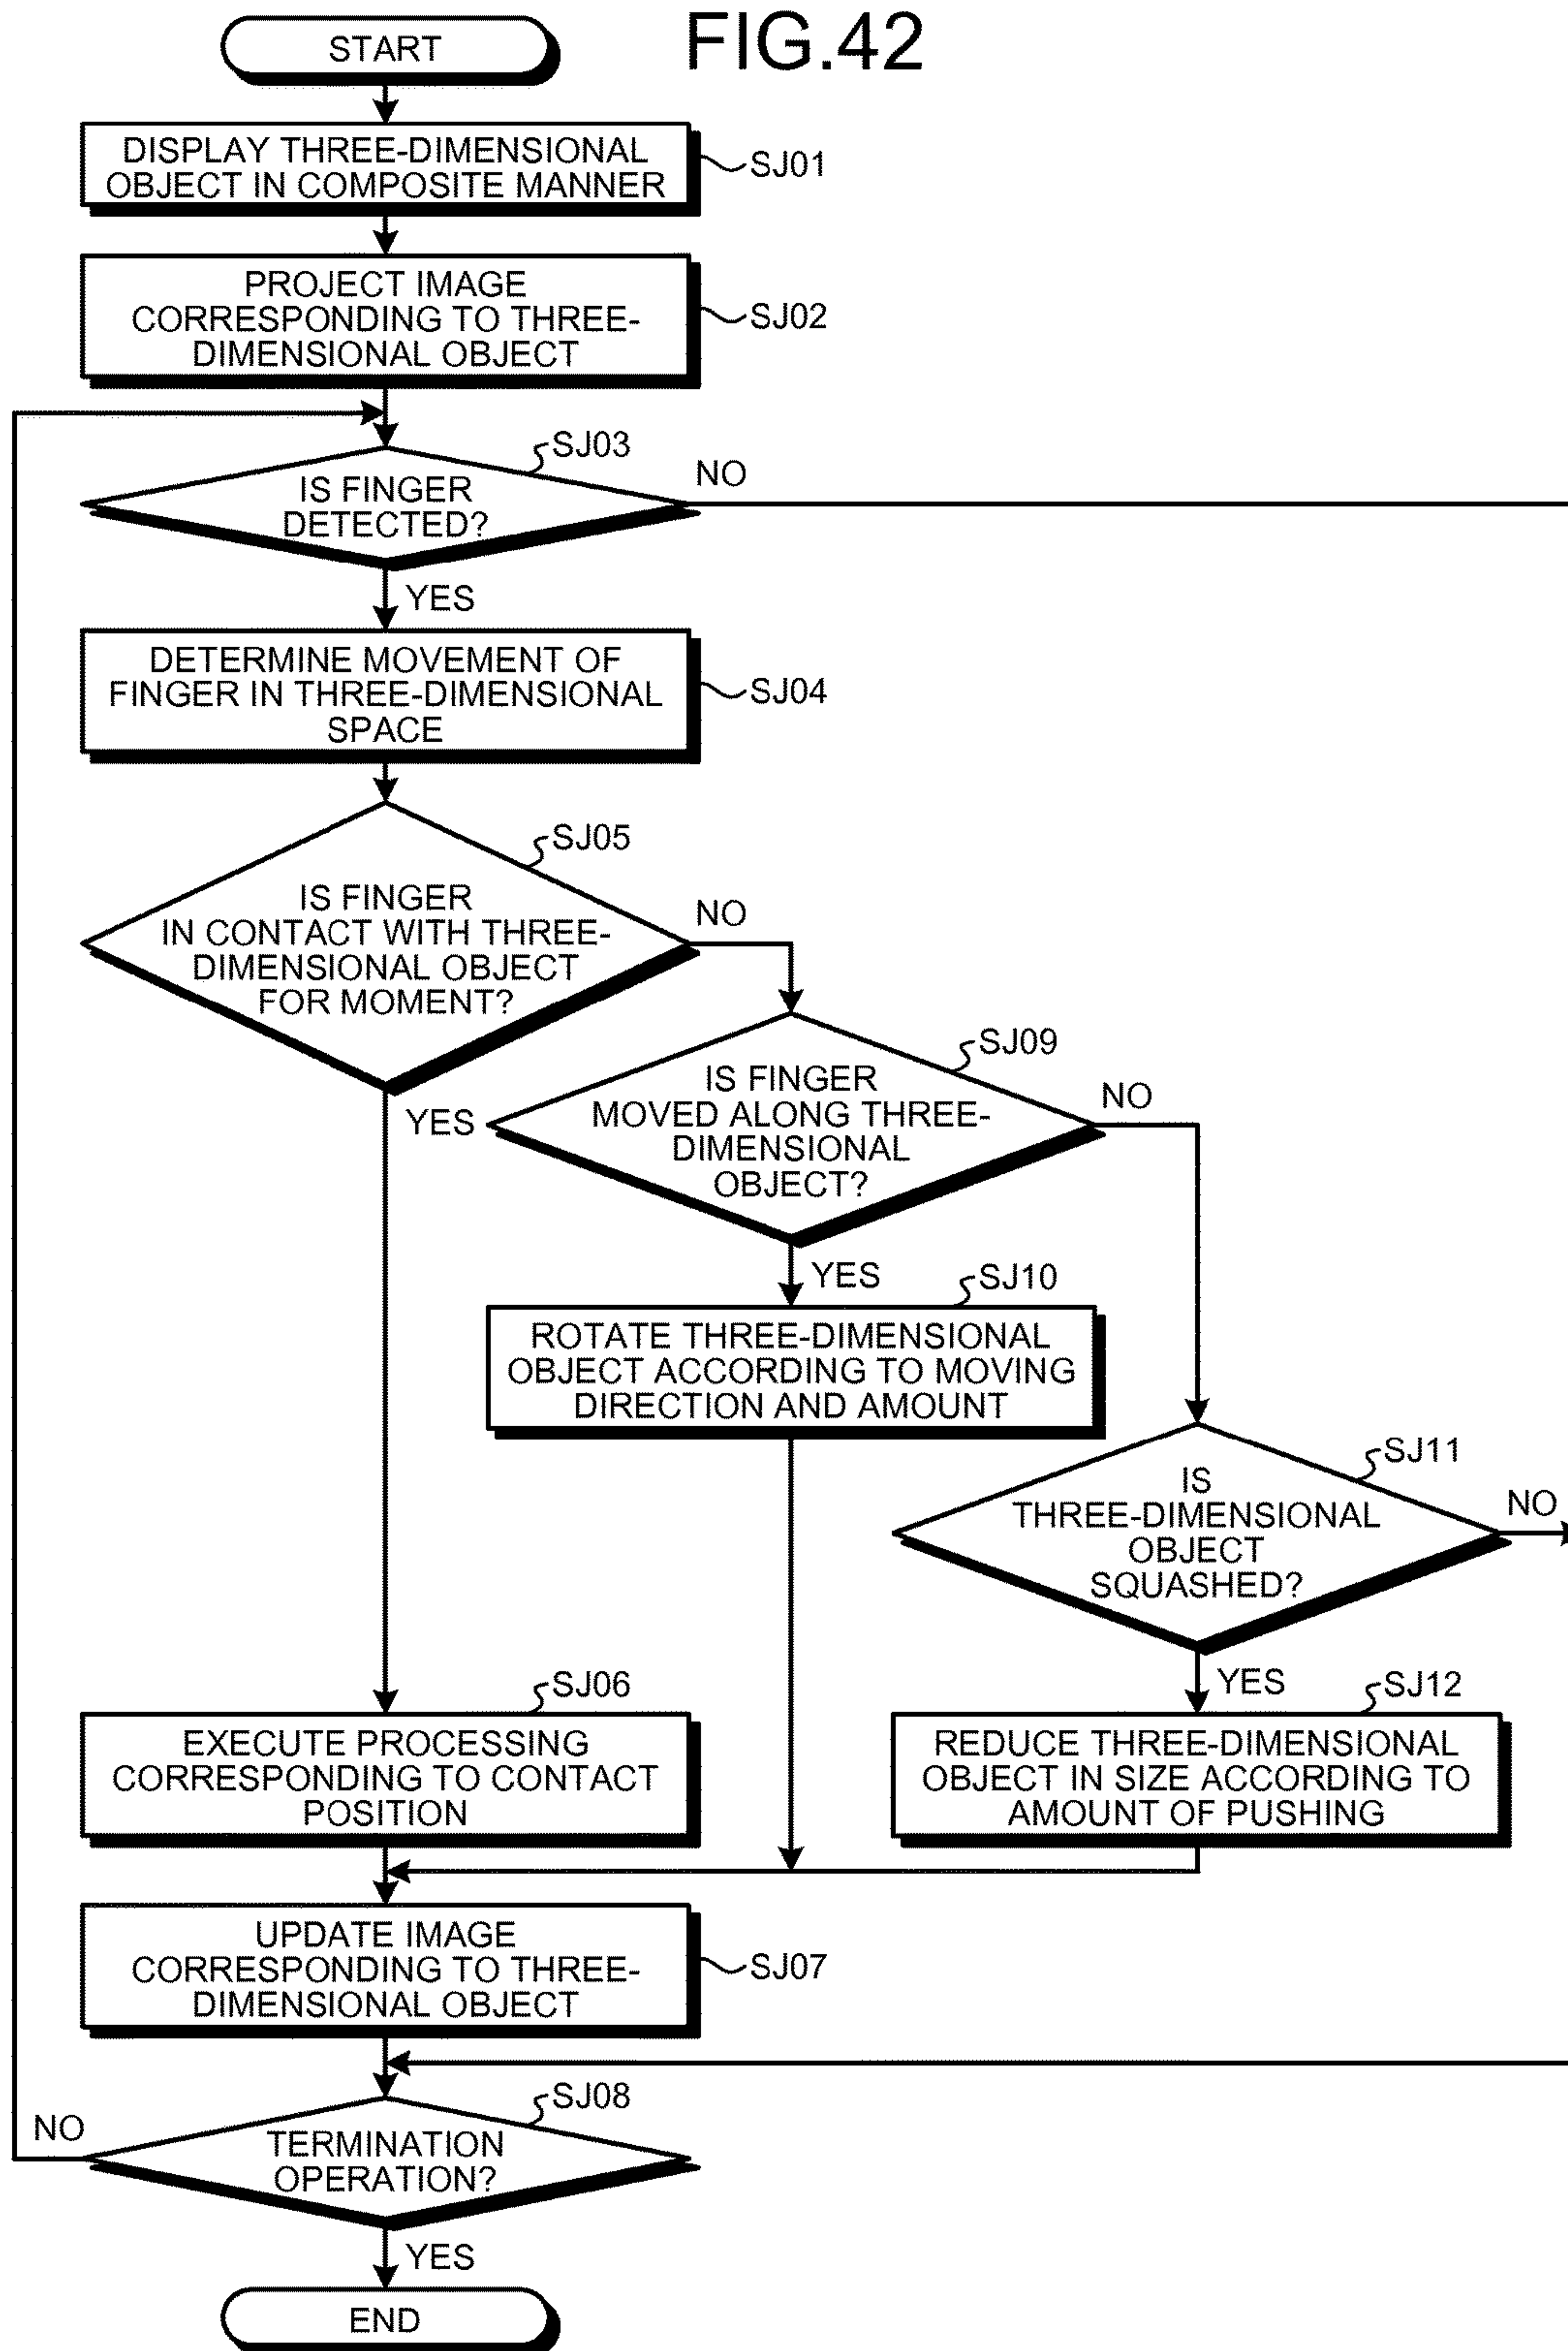 FIG.42
START
DISPLAY THREE-DIMENSIONAL
OBJECT IN COMPOSITE MANNER
SJ01
PROJECT IMAGE
CORRESPONDING TO THREE-
DIMENSIONAL OBJECT
SJ02
SJ03
IS FINGER
DETECTED?
NO
YES
DETERMINE MOVEMENT OF
FINGER IN THREE-DIMENSIONAL
SPACE
SJ04
SJ05
IS FINGER
IN CONTACT WITH THREE-
DIMENSIONAL OBJECT
FOR MOMENT?
NO
YES
SJ09
IS FINGER
MOVED ALONG THREE-
DIMENSIONAL
OBJECT?
NO
YES
SJ10
ROTATE THREE-DIMENSIONAL
OBJECT ACCORDING TO MOVING
DIRECTION AND AMOUNT
SJ11
IS
THREE-DIMENSIONAL
OBJECT
SQUASHED?
NO
YES
SJ06
EXECUTE PROCESSING
CORRESPONDING TO CONTACT
POSITION
SJ12
REDUCE THREE-DIMENSIONAL
OBJECT IN SIZE ACCORDING TO
AMOUNT OF PUSHING
UPDATE IMAGE
CORRESPONDING TO THREE-
DIMENSIONAL OBJECT
SJ07
SJ08
NO
TERMINATION
OPERATION?
YES
END